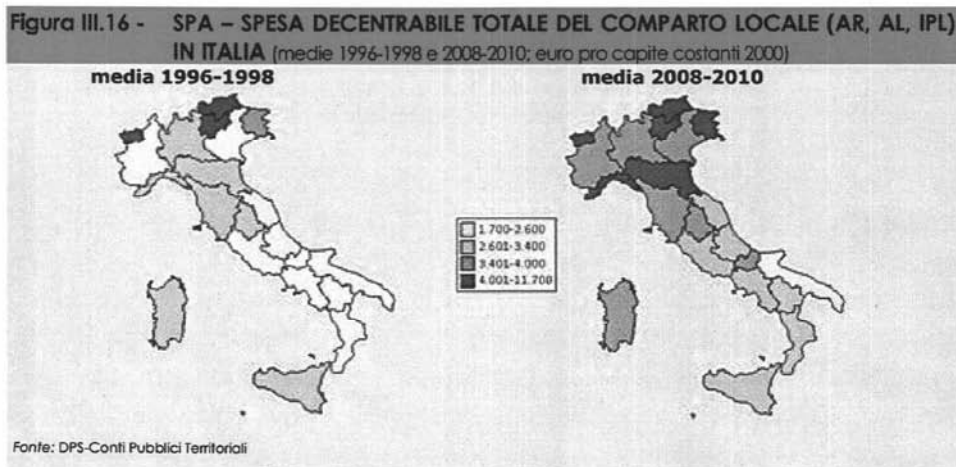 Figura III.16 - SPA – SPESA DECENTRABILE TOTALE DEL COMPARTO LOCALE (AR, AL, IPL)
IN ITALIA (medie 1996-1998 e 2008-2010; euro pro capite costanti 2000)
media 1996-1998
media 2008-2010
1.700-2.600
2.601-3.400
3.401-4.000
4.001-11.700
Fonte: DPS-Conti Pubblici Territoriali